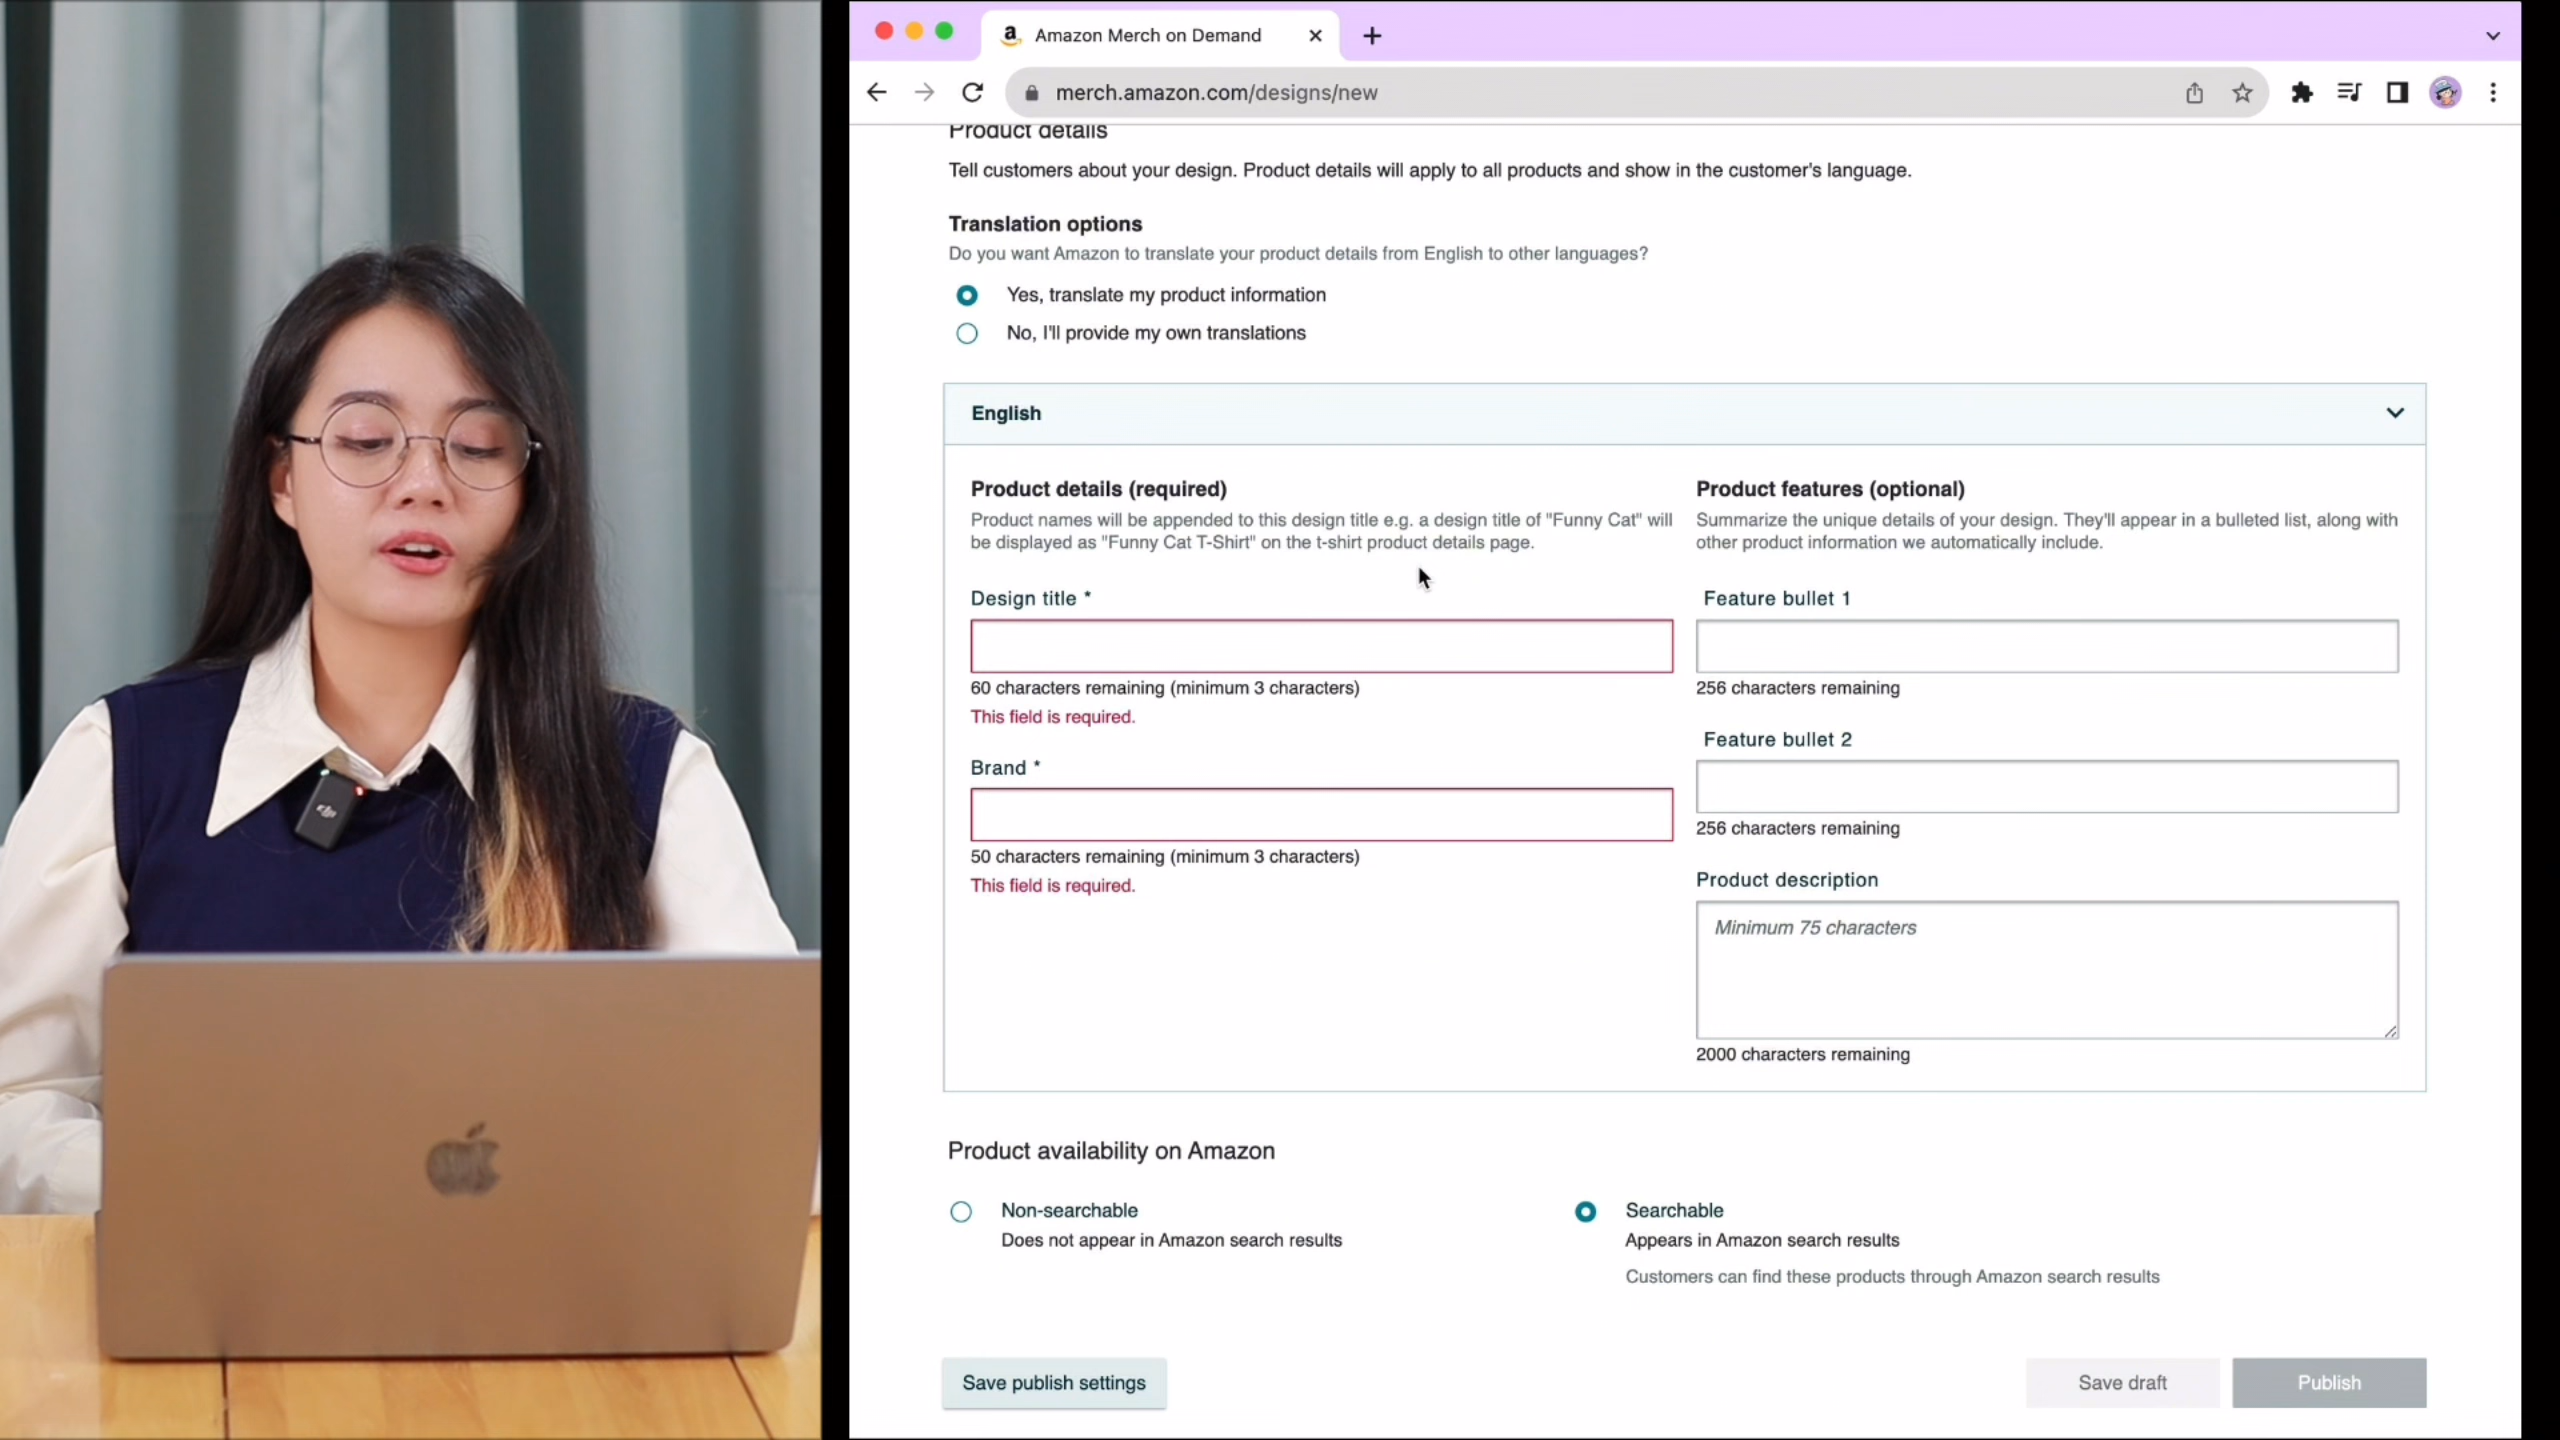 Amazon Merch on Demand
merch.amazon.com/designs/new
Product details
Tell customers about your design. Product details will apply to all products and show in the customer's language.
Translation options
Do you want Amazon to translate your product details from English to other languages?
Yes, translate my product information
No, I'll provide my own translations
English
Product details (required)
Product names will be appended to this design title e.g. a design title of "Funny Cat" will
be displayed as "Funny Cat T-Shirt" on the t-shirt product details page.
Design title *
60 characters remaining (minimum 3 characters)
This field is required.
Brand *
50 characters remaining (minimum 3 characters)
This field is required.
Product features (optional)
Summarize the unique details of your design. They'll appear in a bulleted list, along with
other product information we automatically include.
Feature bullet 1
256 characters remaining
Feature bullet 2
256 characters remaining
Product description
Minimum 75 characters
2000 characters remaining
Product availability on Amazon
Non-searchable
Does not appear in Amazon search results
Searchable
Appears in Amazon search results
Customers can find these products through Amazon search results
Save publish settings
Save draft
Publish
dji